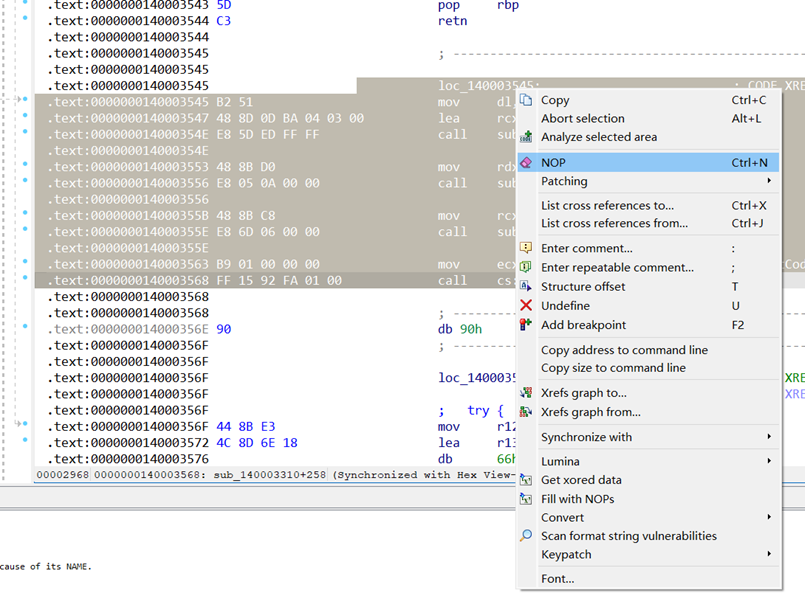 .text:0000000140003543 5D pop rbp
.text:0000000140003544 C3 retn
.text:0000000140003544
.text:0000000140003545 ; ---------------------------------------------
.text:0000000140003545
.text:0000000140003545 loc_140003545: ; CODE XRE
.text:0000000140003545 B2 51 mov dl,
.text:0000000140003547 48 8D 0D BA 04 03 00 lea rcx
.text:000000014000354E E8 5D ED FF FF call sub
.text:000000014000354E
.text:0000000140003553 48 8B D0 mov rdx
.text:0000000140003556 E8 05 0A 00 00 call sub
.text:0000000140003556
.text:000000014000355B 48 8B C8 mov rcx
.text:000000014000355E E8 6D 06 00 00 call sub
.text:000000014000355E
.text:0000000140003563 B9 01 00 00 00 mov ecx Cod
.text:0000000140003568 FF 15 92 FA 01 00 call cs:
.text:0000000140003568
.text:0000000140003568 ; -------
.text:000000014000356E 90 db 90h
.text:000000014000356F ; -------
.text:000000014000356F
.text:000000014000356F loc_1400035 XRE
.text:000000014000356F XRE
.text:000000014000356F ; try {
.text:000000014000356F 44 8B E3 mov r12
.text:0000000140003572 4C 8D 6E 18 lea r13
.text:0000000140003576 db 66h
00002968 0000000140003568: sub_140003310+258 (Synchronized with Hex View-
cause of its NAME.
Copy Ctrl+C
Abort selection Alt+L
Analyze selected area
NOP Ctrl+N
Patching
List cross references to... Ctrl+X
List cross references from... Ctrl+J
Enter comment... :
Enter repeatable comment... ;
Structure offset T
Undefine U
Add breakpoint F2
Copy address to command line
Copy size to command line
Xrefs graph to...
Xrefs graph from...
Synchronize with
Lumina
Get xored data
Fill with NOPs
Convert
Scan format string vulnerabilities
Keypatch
Font...